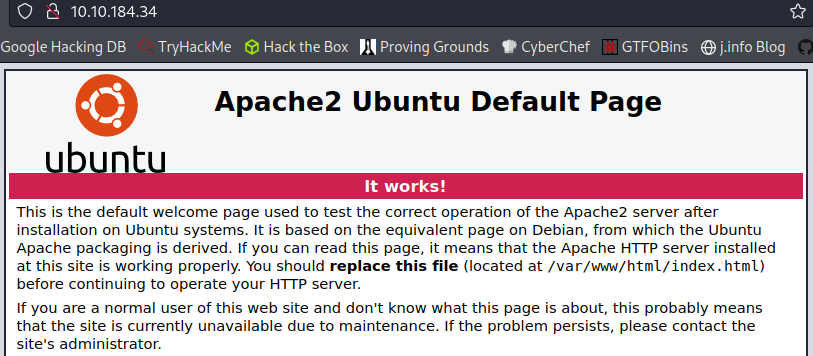 10.10.184.34
Google Hacking DB TryHackMe Hack the Box Proving Grounds CyberChef GTFOBins j.info Blog
Apache2 Ubuntu Default Page
ubuntu
It works!
This is the default welcome page used to test the correct operation of the Apache2 server after
installation on Ubuntu systems. It is based on the equivalent page on Debian, from which the Ubuntu
Apache packaging is derived. If you can read this page, it means that the Apache HTTP server installed
at this site is working properly. You should replace this file (located at /var/www/html/index.html)
before continuing to operate your HTTP server.
If you are a normal user of this web site and don't know what this page is about, this probably means
that the site is currently unavailable due to maintenance. If the problem persists, please contact the
site's administrator.